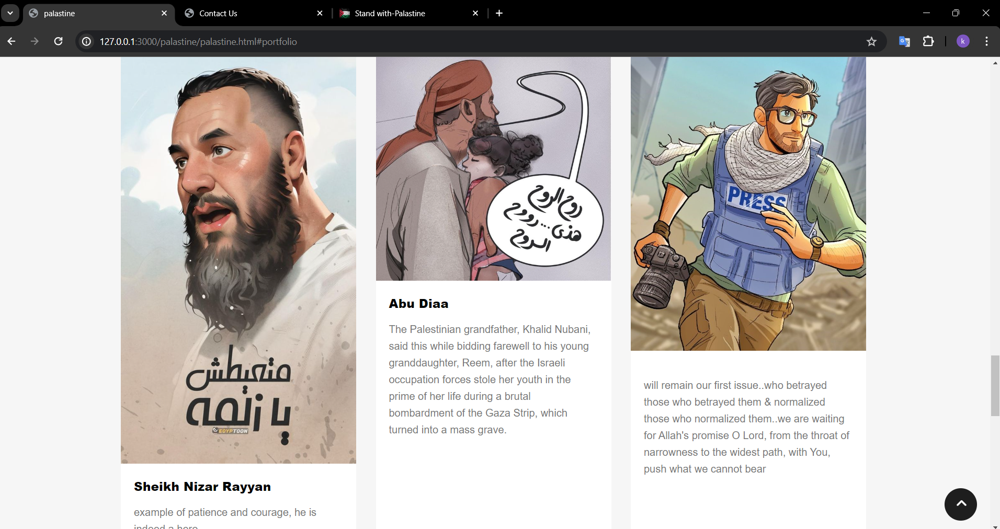 palastine
Contact Us
Stand with-Palastine
127.0.0.1:3000/palastine/palastine.html#portfolio
k
متعيطش
يا زلمه
EGYPTOON
Sheikh Nizar Rayyan
example of patience and courage, he is
indeed a hero
روح الروح
هذى ... رووح
الروح
Abu Diaa
The Palestinian grandfather, Khalid Nubani,
said this while bidding farewell to his young
granddaughter, Reem, after the Israeli
occupation forces stole her youth in the
prime of her life during a brutal
bombardment of the Gaza Strip, which
turned into a mass grave.
PRESS
will remain our first issue..who betrayed
those who betrayed them & normalized
those who normalized them..we are waiting
for Allah's promise O Lord, from the throat of
narrowness to the widest path, with You,
push what we cannot bear